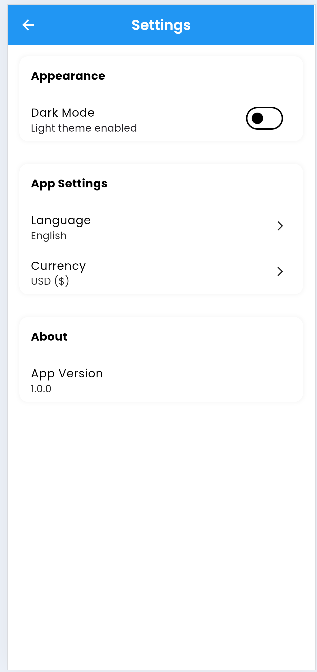 Settings
Appearance
Dark Mode
Light theme enabled
App Settings
Language
English
Currency
USD ($)
About
App Version
1.0.0